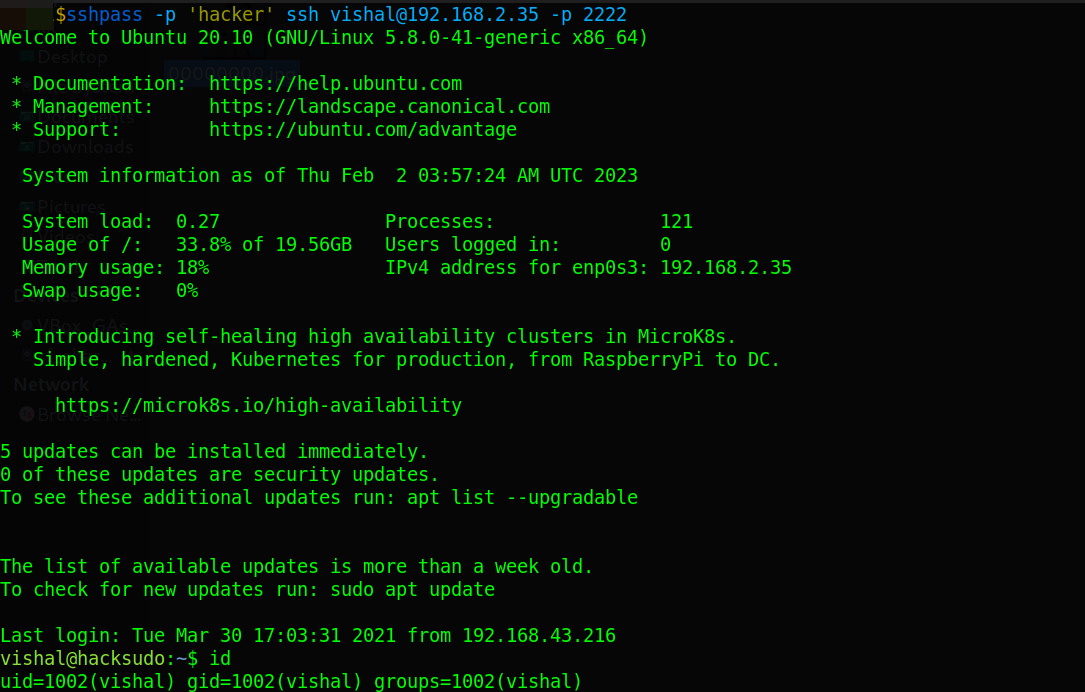 .$sshpass -p 'hacker' ssh vishal@192.168.2.35 -p 2222
Welcome to Ubuntu 20.10 (GNU/Linux 5.8.0-41-generic x86_64)
Desktop
00000000.jpg
* Documentation:  https://help.ubuntu.com
* Management:     https://landscape.canonical.com
* Support:        https://ubuntu.com/advantage
Downloads
System information as of Thu Feb  2 03:57:24 AM UTC 2023
Pictures
System load:  0.27               Processes:               121
Usage of /:   33.8% of 19.56GB   Users logged in:         0
Memory usage: 18%                IPv4 address for enp0s3: 192.168.2.35
Swap usage:   0%
* Introducing self-healing high availability clusters in MicroK8s.
Simple, hardened, Kubernetes for production, from RaspberryPi to DC.
Network
https://microk8s.io/high-availability
5 updates can be installed immediately.
0 of these updates are security updates.
To see these additional updates run: apt list --upgradable
The list of available updates is more than a week old.
To check for new updates run: sudo apt update
Last login: Tue Mar 30 17:03:31 2021 from 192.168.43.216
vishal@hacksudo:~$ id
uid=1002(vishal) gid=1002(vishal) groups=1002(vishal)